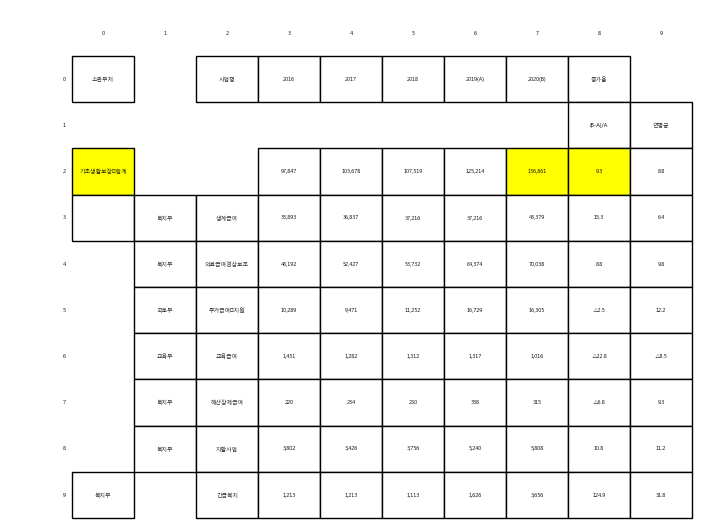 0 1 2 3 4 5 6 7 8 9
0 소관부처 사업명 2016 2017 2018 2019(A) 2020(B) 증가율
1 (B-A)/A 연평균
2 기초생활보장 합계 97,847 103,678 107,519 125,214 136,861 9.3 8.8
3 복지부 생계급여 35,893 36,837 37,216 37,216 43,379 15.3 6.4
4 복지부 의료급여경상보조 48,192 52,427 53,732 64,374 70,038 8.8 9.8
5 국토부 주거급여 지원 10,289 9,471 11,252 16,729 16,305 △2.5 12.2
6 교육부 교육급여 1,451 1,282 1,312 1,317 1,016 △22.8 △8.5
7 복지부 해산장제급여 220 234 250 338 315 △6.8 9.3
8 복지부 자활사업 3,802 3,426 3,756 5,240 5,808 10.8 11.2
9 복지부 긴급복지 1,213 1,213 1,113 1,626 3,656 124.9 31.8